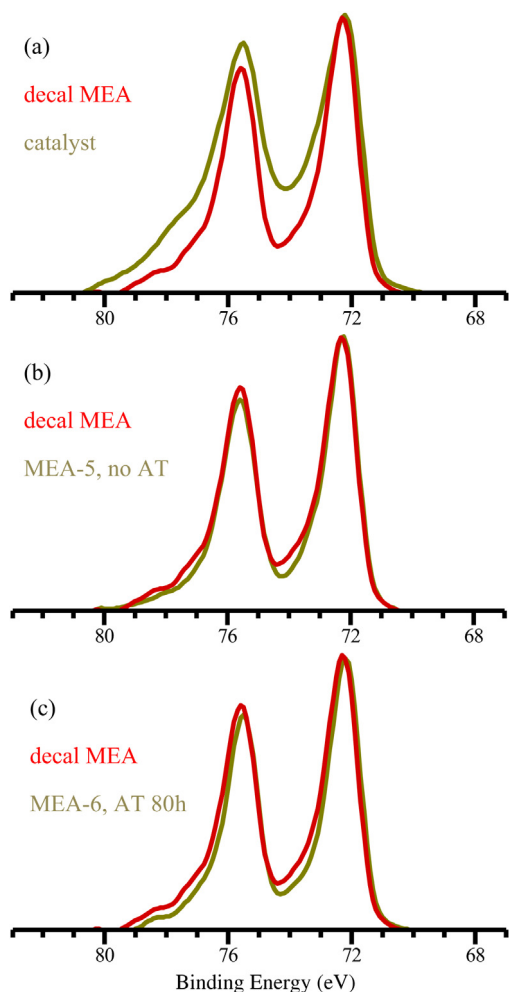 (a)
decal MEA
catalyst
80 76 72 68
(b)
decal MEA
MEA-5, no AT
80 76 72 68
(c)
decal MEA
MEA-6, AT 80h
80 76 72 68
Binding Energy (eV)